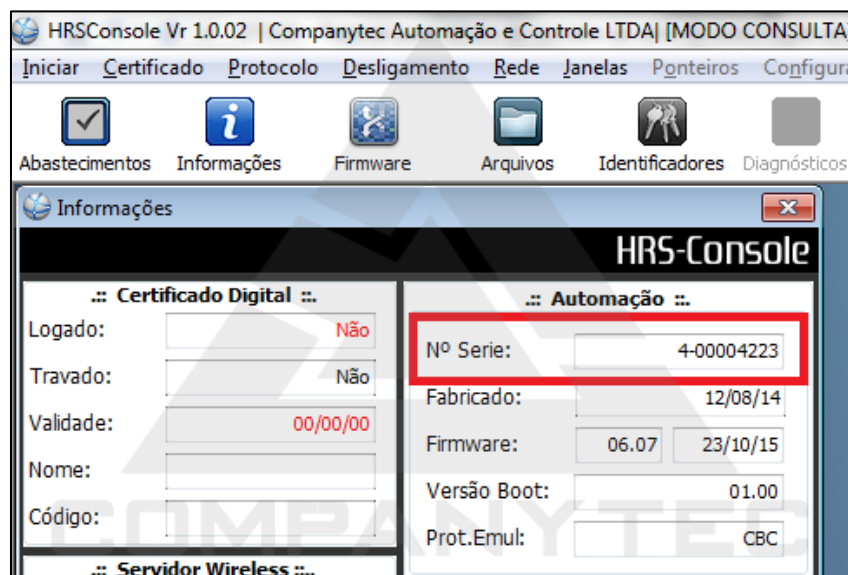 HRSConsole Vr 1.0.02 | Companytec Automação e Controle LTDA| [MODO CONSULTA]
Iniciar Certificado Protocolo Desligamento Rede Janelas Ponteiros Configura
Abastecimentos Informações Firmware Arquivos Identificadores Diagnósticos
Informações
HRS-Console
.:: Certificado Digital ::.
Logado: Não
Travado: Não
Validade: 00/00/00
Nome:
Código:
.:: Servidor Wireless ::..
.:: Automação ::.
Nº Serie: 4-00004223
Fabricado: 12/08/14
Firmware: 06.07 23/10/15
Versão Boot: 01.00
Prot.Emul: CBC
COMPANYTEC